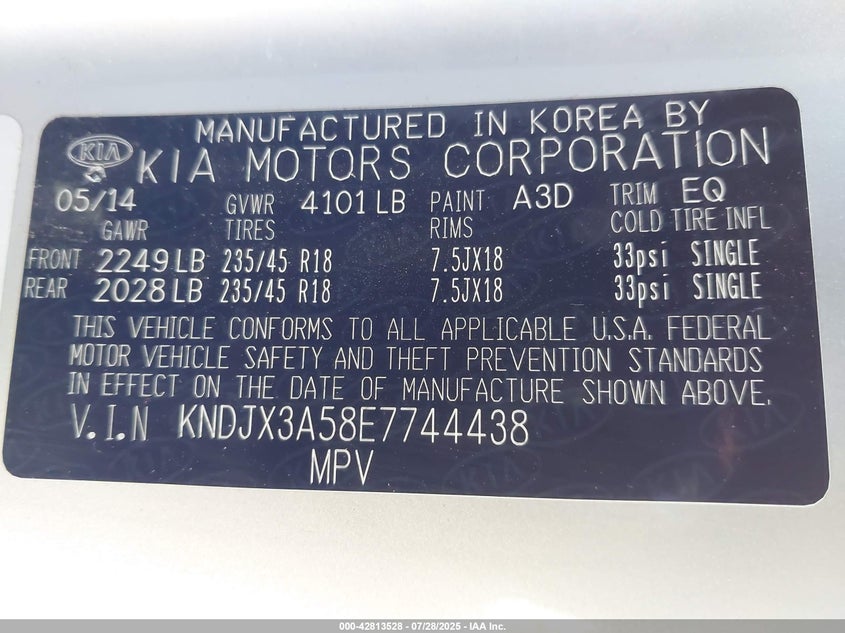 MANUFACTURED IN KOREA BY
KIA KIA MOTORS CORPORATION
05/14 GVWR 4101 LB PAINT A3D TRIM EQ
GAWR TIRES RIMS COLD TIRE INFL
FRONT 2249 LB 235/45 R18 7.5JX18 33psi SINGLE
REAR 2028 LB 235/45 R18 7.5JX18 33psi SINGLE
THIS VEHICLE CONFORMS TO ALL APPLICABLE U.S.A. FEDERAL
MOTOR VEHICLE SAFETY AND THEFT PREVENTION STANDARDS
IN EFFECT ON THE DATE OF MANUFACTURE SHOWN ABOVE.
V.I.N KNDJX3A58E7744438
MPV
000-42813528 | 07/28/2025 | IAA Inc.